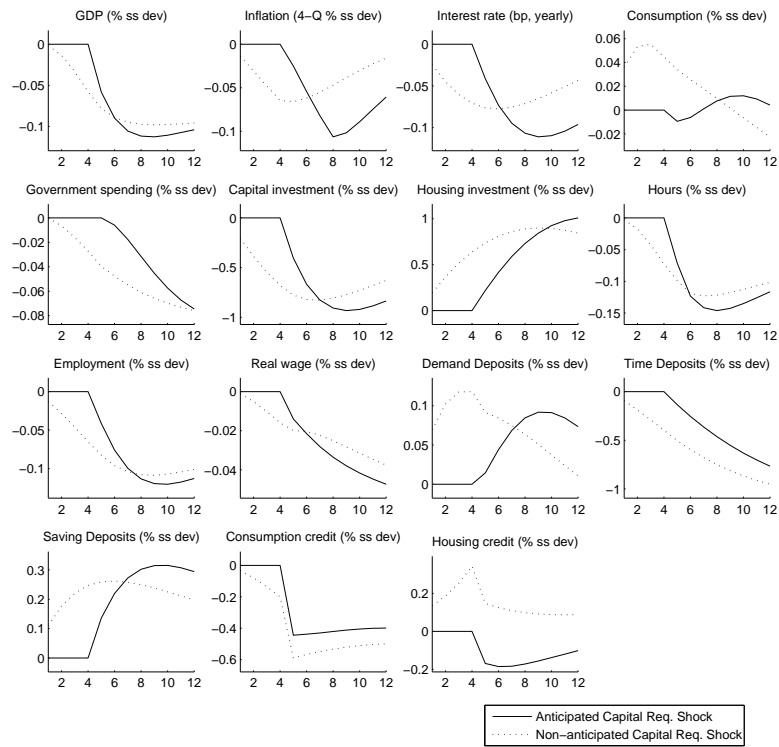 GDP (% ss dev)
Inflation (4−Q % ss dev)
Interest rate (bp, yearly)
Consumption (% ss dev)
0
−0.05
−0.1
2 4 6 8 10 12
0
−0.05
−0.1
2 4 6 8 10 12
0
−0.05
−0.1
2 4 6 8 10 12
0.06
0.04
0.02
0
−0.02
2 4 6 8 10 12
Government spending (% ss dev)
Capital investment (% ss dev)
Housing investment (% ss dev)
Hours (% ss dev)
0
−0.02
−0.04
−0.06
−0.08
2 4 6 8 10 12
0
−0.5
−1
2 4 6 8 10 12
1
0.5
0
2 4 6 8 10 12
0
−0.05
−0.1
−0.15
2 4 6 8 10 12
Employment (% ss dev)
Real wage (% ss dev)
Demand Deposits (% ss dev)
Time Deposits (% ss dev)
0
−0.1
2 4 6 8 10 12
0
−0.02
−0.04
2 4 6 8 10 12
0.1
0.05
0
2 4 6 8 10 12
0
−0.5
−1
2 4 6 8 10 12
Saving Deposits (% ss dev)
Consumption credit (% ss dev)
Housing credit (% ss dev)
0.3
0.2
0.1
0
2 4 6 8 10 12
0
−0.2
−0.4
−0.6
2 4 6 8 10 12
0.2
0
−0.2
2 4 6 8 10 12
Anticipated Capital Req. Shock
Non−anticipated Capital Req. Shock